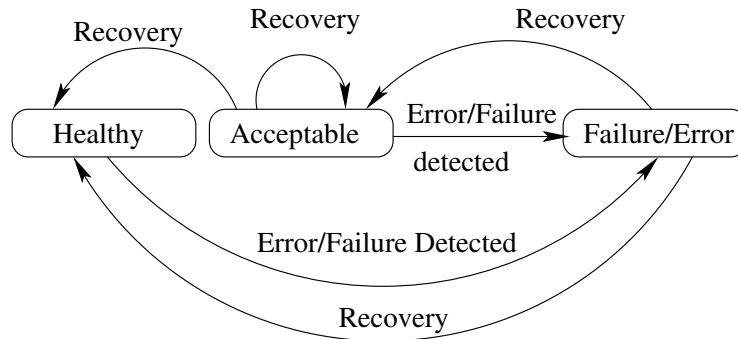 Recovery
Recovery
Recovery
Healthy
Acceptable
Error/Failure
detected
Failure/Error
Error/Failure Detected
Recovery